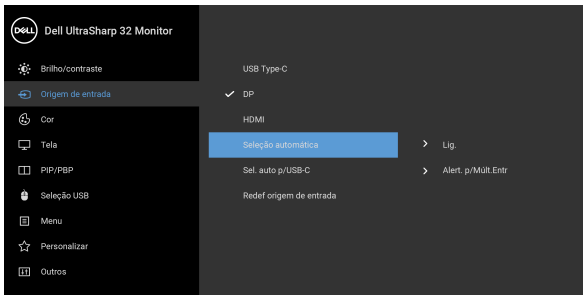 DELL Dell UltraSharp 32 Monitor
Brilho/contraste
Origem de entrada
Cor
Tela
PIP/PBP
Seleção USB
Menu
Personalizar
Outros
USB Type-C
DP
HDMI
Seleção automática Lig.
Sel. auto p/USB-C Alert. p/Múlt.Entr
Redef origem de entrada